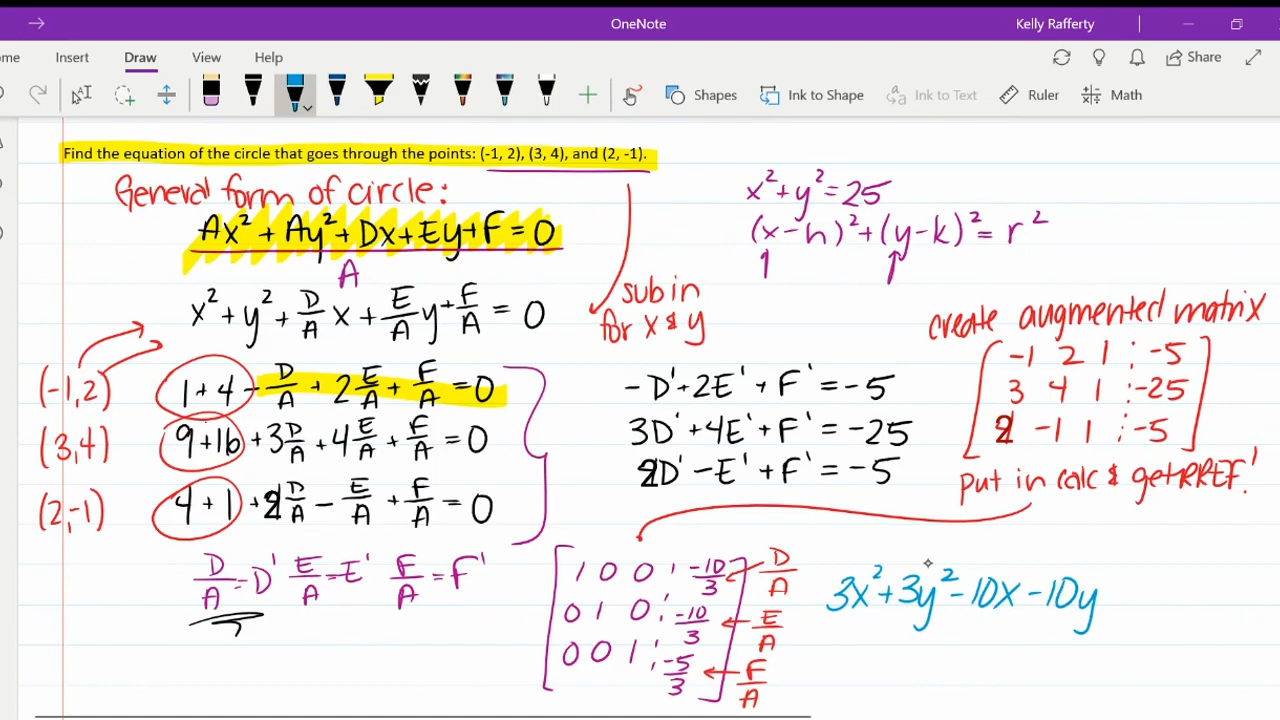 OneNote
Kelly Rafferty
Insert Draw View Help
Share
Shapes Ink to Shape Ink to Text Ruler Math
Find the equation of the circle that goes through the points: (-1, 2), (3, 4), and (2, -1).
General form of circle:
Ax² + Ay² + Dx + Ey + F = 0
A
x² + y² + D/A x + E/A y + F/A = 0
x² + y² = 25
(x-h)² + (y-k)² = r²
sub in
for x & y
(-1,2) 1+4 - D/A + 2E/A + F/A = 0
(3,4) 9+16 + 3D/A + 4E/A + F/A = 0
(2,-1) 4+1 + 2D/A - E/A + F/A = 0
D/A = D' E/A = E' F/A = F'
-D' + 2E' + F' = -5
3D' + 4E' + F' = -25
2D' - E' + F' = -5
create augmented matrix
-1 2 1 -5
3 4 1 -25
2 -1 1 -5
put in calc & get RREF!
1 0 0 -10/3 D/A
0 1 0 -10/3 E/A
0 0 1 -5/3 F/A
3x² + 3y² - 10x - 10y